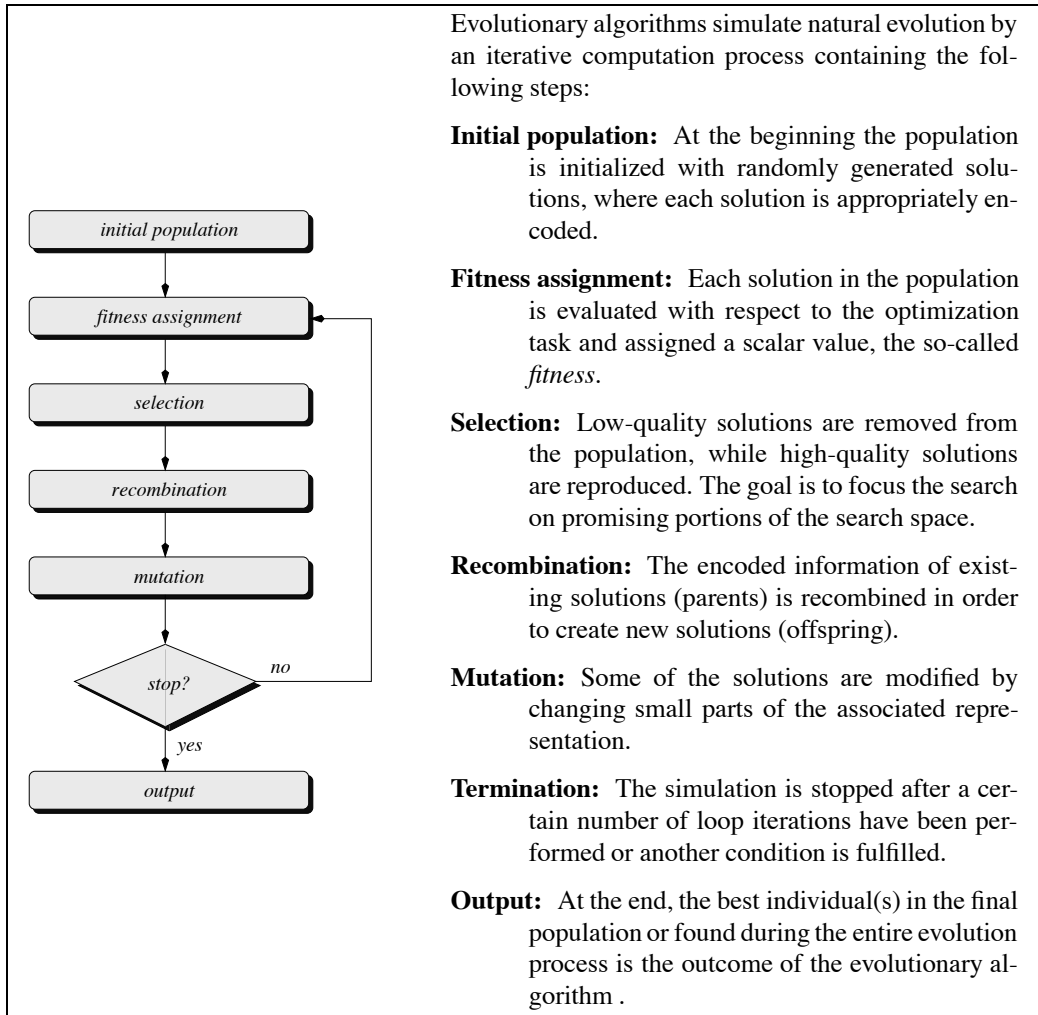 initial population
fitness assignment
selection
recombination
mutation
stop?
no
yes
output
Evolutionary algorithms simulate natural evolution by
an iterative computation process containing the fol-
lowing steps:
Initial population: At the beginning the population
is initialized with randomly generated solu-
tions, where each solution is appropriately en-
coded.
Fitness assignment: Each solution in the population
is evaluated with respect to the optimization
task and assigned a scalar value, the so-called
fitness.
Selection: Low-quality solutions are removed from
the population, while high-quality solutions
are reproduced. The goal is to focus the search
on promising portions of the search space.
Recombination: The encoded information of exist-
ing solutions (parents) is recombined in order
to create new solutions (offspring).
Mutation: Some of the solutions are modified by
changing small parts of the associated repre-
sentation.
Termination: The simulation is stopped after a cer-
tain number of loop iterations have been per-
formed or another condition is fulfilled.
Output: At the end, the best individual(s) in the final
population or found during the entire evolution
process is the outcome of the evolutionary al-
gorithm .